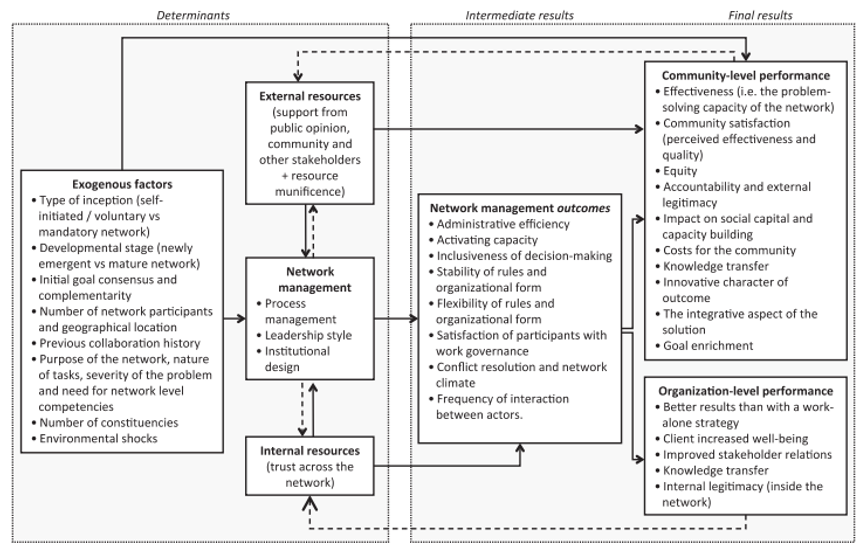 Determinants
Intermediate results
Final results
Exogenous factors
• Type of inception (self-
initiated / voluntary vs
mandatory network)
• Developmental stage (newly
emergent vs mature network)
• Initial goal consensus and
complementarity
• Number of network participants
and geographical location
• Previous collaboration history
• Purpose of the network, nature
of tasks, severity of the problem
and need for network level
competencies
• Number of constituencies
• Environmental shocks
External resources
(support from
public opinion,
community and
other stakeholders
+ resource
munificence)
Network
management
• Process
management
• Leadership style
• Institutional
design
Internal resources
(trust across the
network)
Network management outcomes
• Administrative efficiency
• Activating capacity
• Inclusiveness of decision-making
• Stability of rules and
organizational form
• Flexibility of rules and
organizational form
• Satisfaction of participants with
work governance
• Conflict resolution and network
climate
• Frequency of interaction
between actors.
Community-level performance
• Effectiveness (i.e. the problem-
solving capacity of the network)
• Community satisfaction
(perceived effectiveness and
quality)
• Equity
• Accountability and external
legitimacy
• Impact on social capital and
capacity building
• Costs for the community
• Knowledge transfer
• Innovative character of
outcome
• The integrative aspect of the
solution
• Goal enrichment
Organization-level performance
• Better results than with a work-
alone strategy
• Client increased well-being
• Improved stakeholder relations
• Knowledge transfer
• Internal legitimacy (inside the
network)